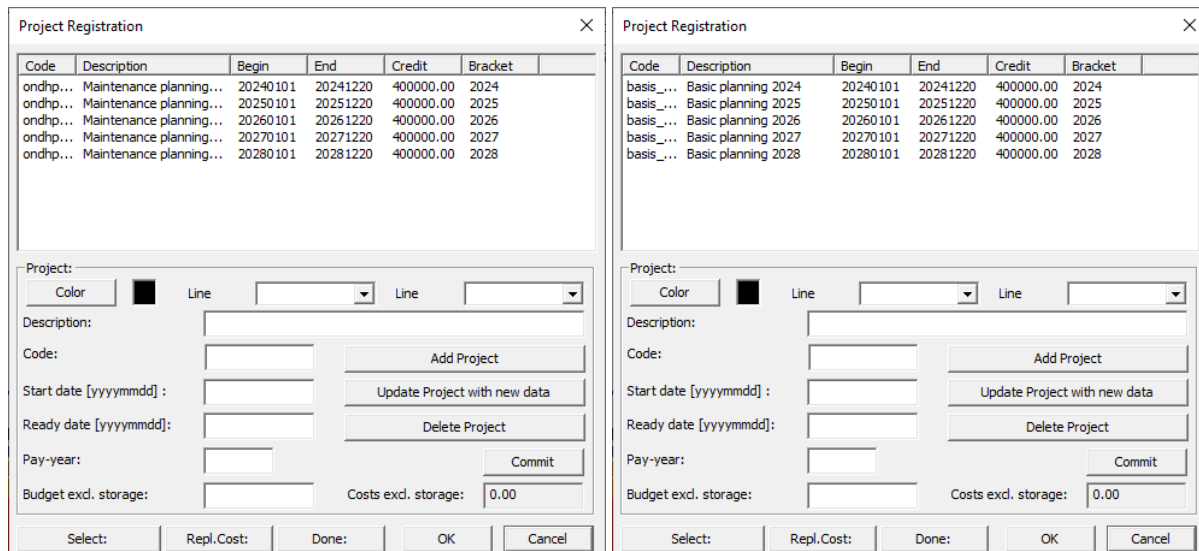 Project Registration
Code Description Begin End Credit Bracket
ondhp... Maintenance planning... 20240101 20241220 400000.00 2024
ondhp... Maintenance planning... 20250101 20251220 400000.00 2025
ondhp... Maintenance planning... 20260101 20261220 400000.00 2026
ondhp... Maintenance planning... 20270101 20271220 400000.00 2027
ondhp... Maintenance planning... 20280101 20281220 400000.00 2028
Project:
Color Line Line
Description:
Code: Add Project
Start date [yyyymmdd] : Update Project with new data
Ready date [yyyymmdd]: Delete Project
Pay-year: Commit
Budget excl. storage: Costs excl. storage: 0.00
Select: Repl.Cost: Done: OK Cancel
Project Registration
Code Description Begin End Credit Bracket
basis_... Basic planning 2024 20240101 20241220 400000.00 2024
basis_... Basic planning 2025 20250101 20251220 400000.00 2025
basis_... Basic planning 2026 20260101 20261220 400000.00 2026
basis_... Basic planning 2027 20270101 20271220 400000.00 2027
basis_... Basic planning 2028 20280101 20281220 400000.00 2028
Project:
Color Line Line
Description:
Code: Add Project
Start date [yyyymmdd] : Update Project with new data
Ready date [yyyymmdd]: Delete Project
Pay-year: Commit
Budget excl. storage: Costs excl. storage: 0.00
Select: Repl.Cost: Done: OK Cancel